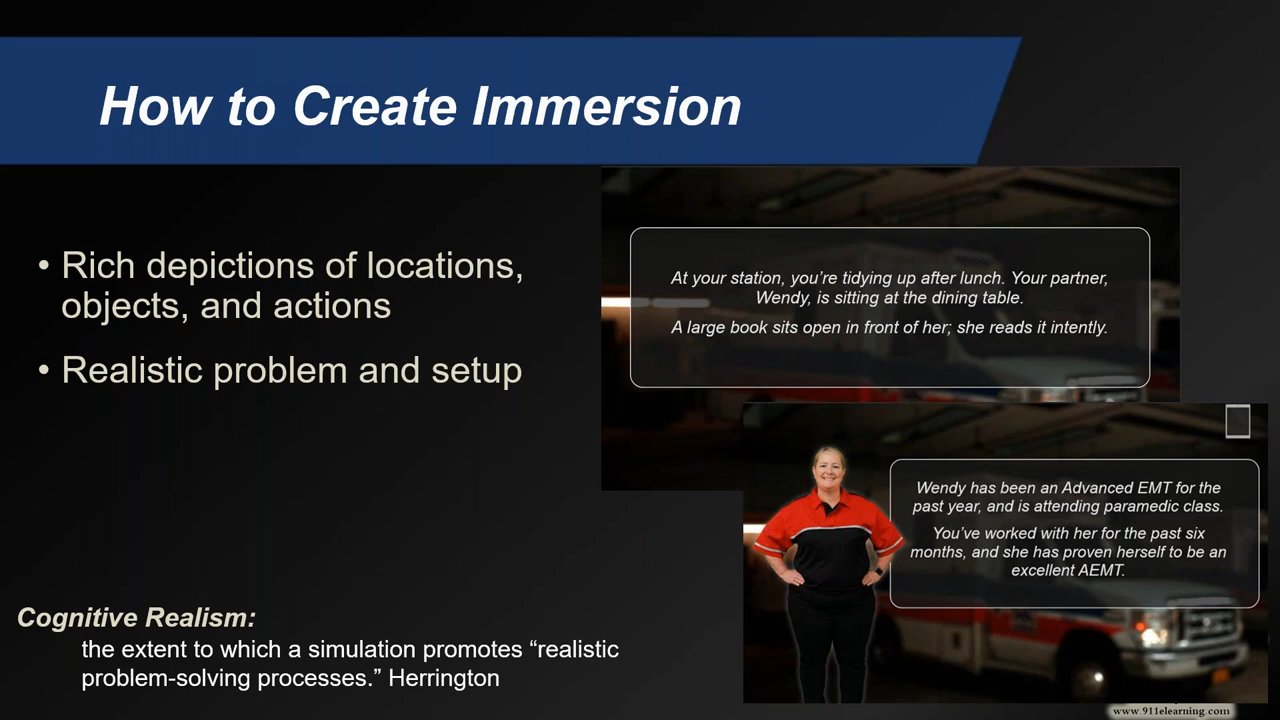 How to Create Immersion
• Rich depictions of locations,
objects, and actions
• Realistic problem and setup
At your station, you're tidying up after lunch. Your partner,
Wendy, is sitting at the dining table.
A large book sits open in front of her; she reads it intently.
Wendy has been an Advanced EMT for the
past year, and is attending paramedic class.
You've worked with her for the past six
months, and she has proven herself to be an
excellent AEMT.
Cognitive Realism:
the extent to which a simulation promotes “realistic
problem-solving processes.” Herrington
www.911elearning.com